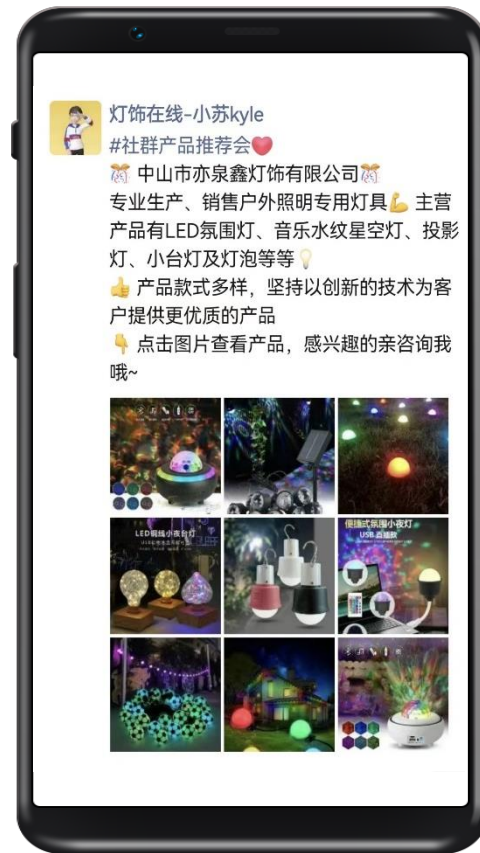 灯饰在线-小苏kyle
#社群产品推荐会❤️
🎊 中山市亦泉鑫灯饰有限公司🎊
专业生产、销售户外照明专用灯具💪 主营
产品有LED氛围灯、音乐水纹星空灯、投影
灯、小台灯及灯泡等等💡
👍 产品款式多样，坚持以创新的技术为客
户提供更优质的产品
👇 点击图片查看产品，感兴趣的亲咨询我
哦~
LED铜线小夜台灯
便捷式氛围小夜灯
USB 直插款